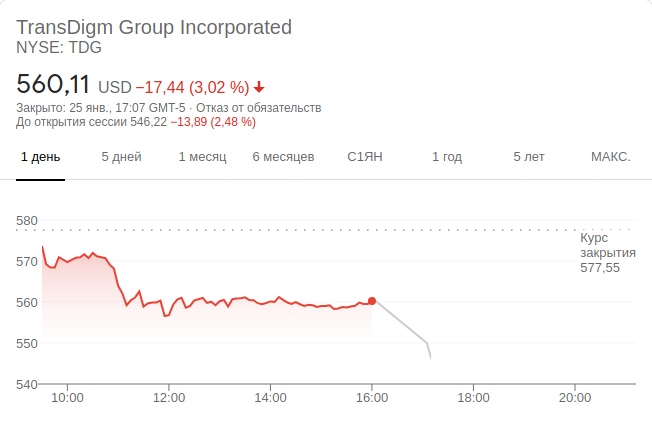 TransDigm Group Incorporated
NYSE: TDG
560,11 USD −17,44 (3,02 %)
Закрыто: 25 янв., 17:07 GMT-5 · Отказ от обязательств
До открытия сессии 546,22 −13,89 (2,48 %)
1 день 5 дней 1 месяц 6 месяцев С1ЯН 1 год 5 лет МАКС.
580
Курс
закрытия
577,55
570
560
550
540
10:00 12:00 14:00 16:00 18:00 20:00